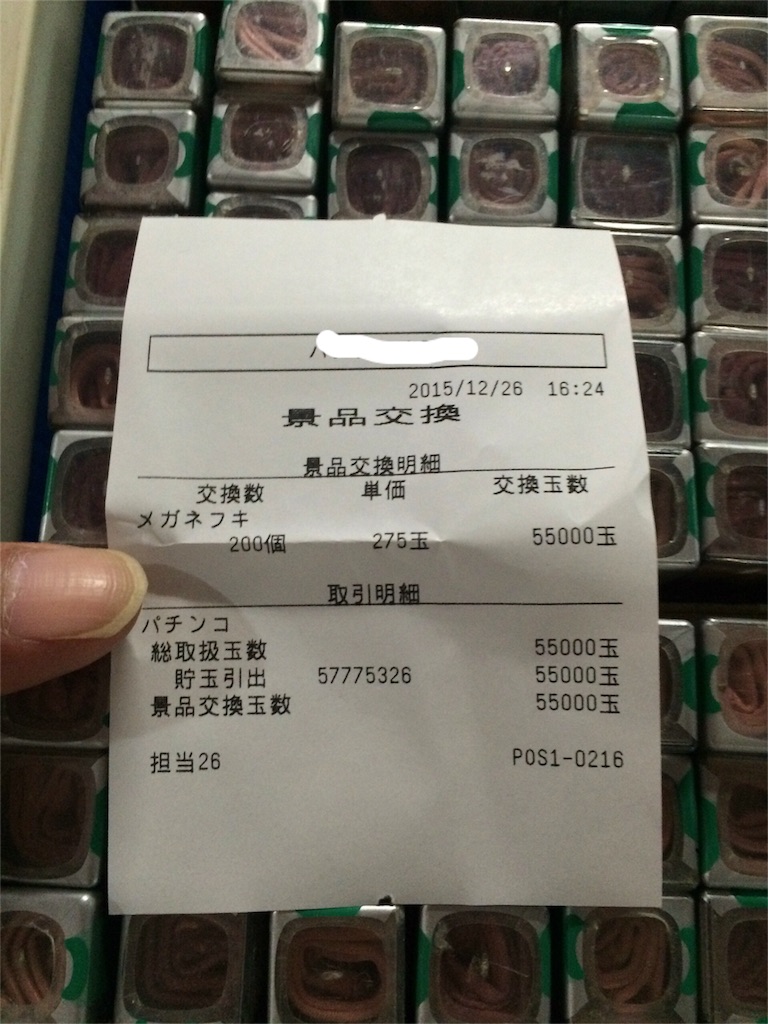 2015/12/26 16:24
景品交換
景品交換明細
交換数 単価 交換玉数
メガネフキ
200個 275玉 55000玉
取引明細
パチンコ
総取扱玉数 55000玉
貯玉引出 57775326 55000玉
景品交換玉数 55000玉
担当26 POS1-0216